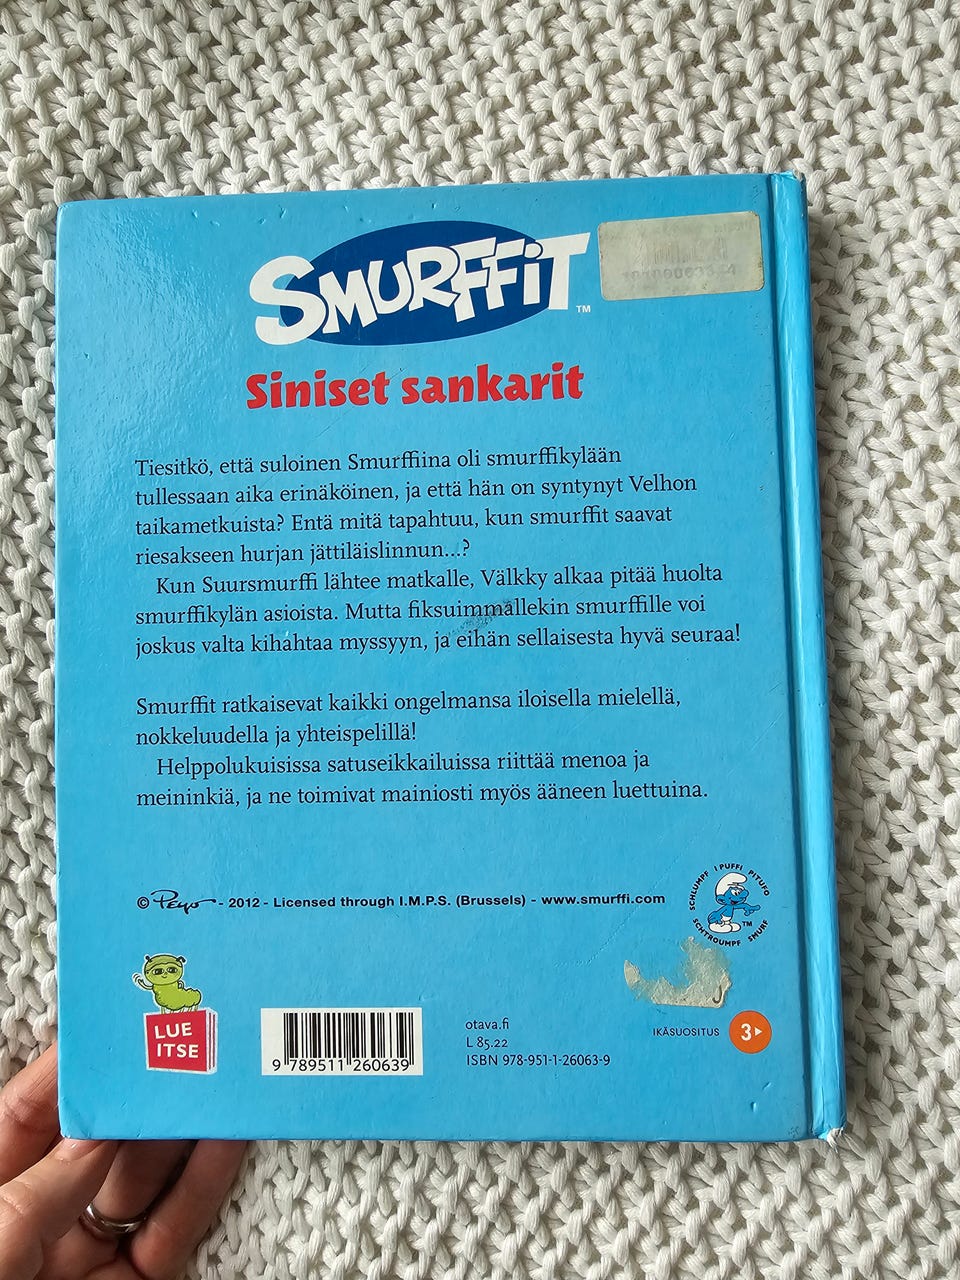 SMURFFIT
TM
Siniset sankarit
Tiesitkö, että suloinen Smurffiina oli smurffikylään
tullessaan aika erinäköinen, ja että hän on syntynyt Velhon
taikametkuista? Entä mitä tapahtuu, kun smurffit saavat
riesakseen hurjan jättiläislinnun...?
Kun Suursmurffi lähtee matkalle, Välkky alkaa pitää huolta
smurffikylän asioista. Mutta fiksuimmallekin smurffille voi
joskus valta kihahtaa myssyyn, ja eihän sellaisesta hyvä seuraa!
Smurffit ratkaisevat kaikki ongelmansa iloisella mielellä,
nokkeluudella ja yhteispelillä!
Helppolukuisissa satuseikkailuissa riittää menoa ja
meininkiä, ja ne toimivat mainiosti myös ääneen luettuina.
© Peyo - 2012 - Licensed through I.M.P.S. (Brussels) - www.smurffi.com
SCHLUMPF I PUFFI PITUFO
SCHTROUMPF SMURF
TM
LUE
ITSE
9 789511 260639
otava.fi
L 85.22
ISBN 978-951-1-26063-9
IKÄSUOSITUS 3